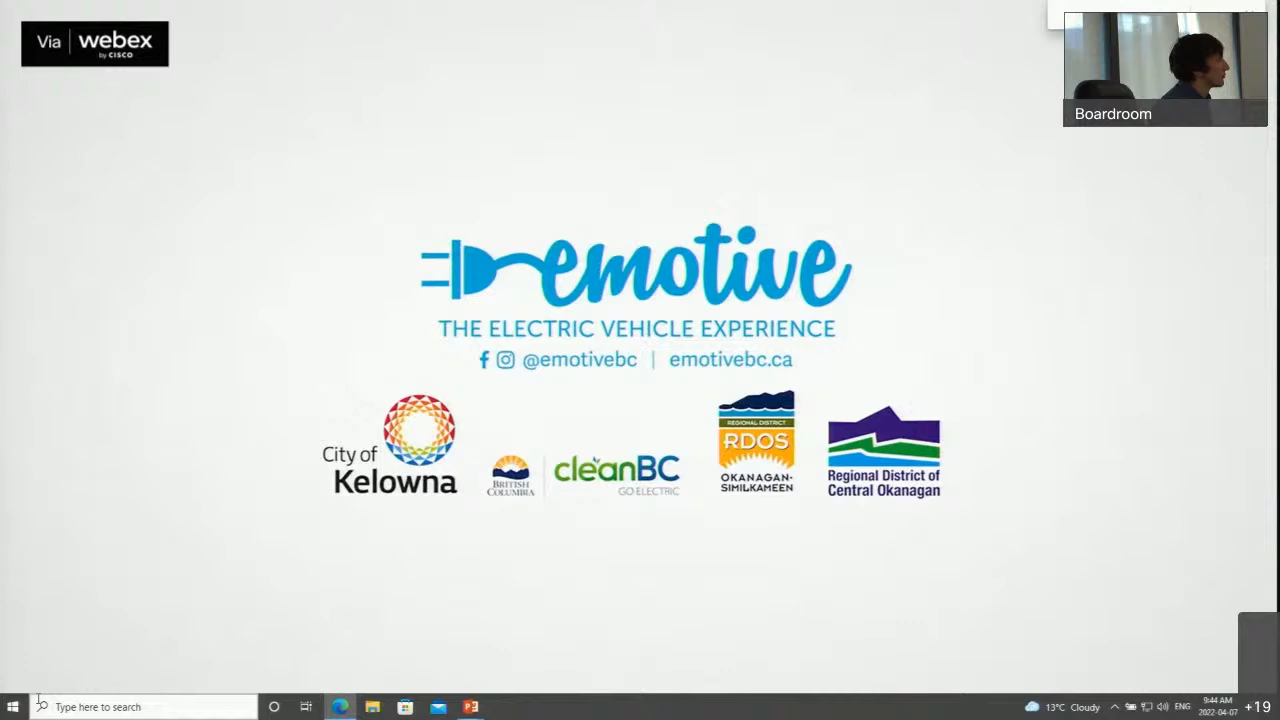 Via webex
by CISCO
Boardroom
emotive
THE ELECTRIC VEHICLE EXPERIENCE
@emotivebc | emotivebc.ca
City of
Kelowna
BRITISH
COLUMBIA
cleanBC
GO ELECTRIC
REGIONAL DISTRICT
RDOS
OKANAGAN-
SIMILKAMEEN
Regional District of
Central Okanagan
Type here to search
13°C Cloudy
ENG
9:44 AM
2022-04-07
+19